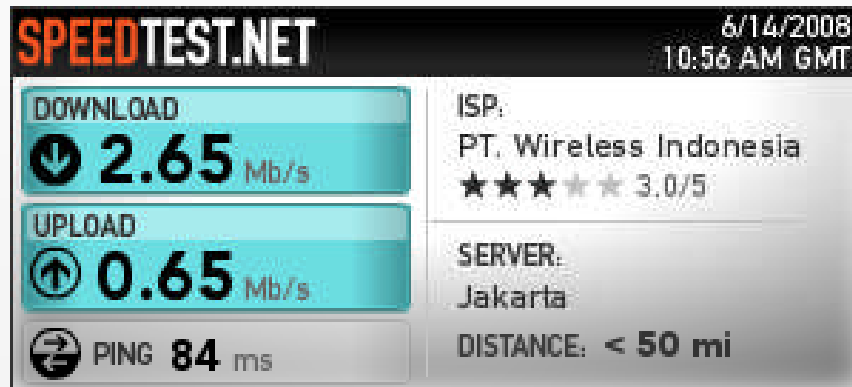 SPEEDTEST.NET
6/14/2008
10:56 AM GMT
DOWNLOAD
2.65 Mb/s
UPLOAD
0.65 Mb/s
PING 84 ms
ISP:
PT. Wireless Indonesia
3.0/5
SERVER:
Jakarta
DISTANCE: < 50 mi